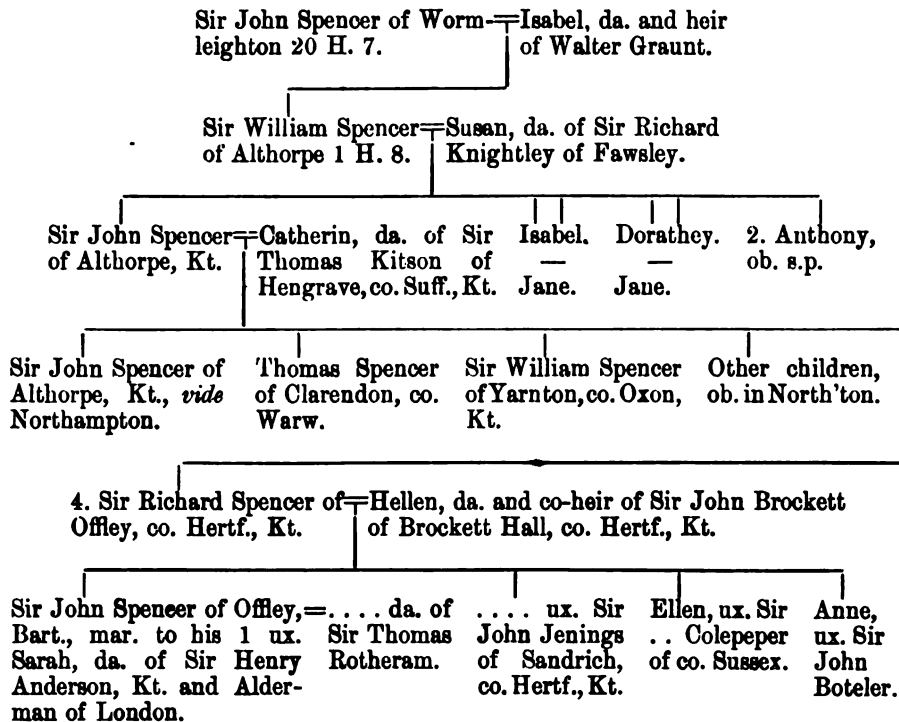 Sir John Spencer of Worm-=Isabel, da. and heir
leighton 20 H. 7. of Walter Graunt.
Sir William Spencer=Susan, da. of Sir Richard
of Althorpe 1 H. 8. Knightley of Fawsley.
Sir John Spencer=Catherin, da. of Sir
of Althorpe, Kt. Thomas Kitson of
Hengrave, co. Suff., Kt.
Isabel.
—
Jane.
Dorathey.
—
Jane.
2. Anthony,
ob. s.p.
Sir John Spencer of
Althorpe, Kt., vide
Northampton.
Thomas Spencer
of Clarendon, co.
Warw.
Sir William Spencer
of Yarnton, co. Oxon,
Kt.
Other children,
ob. in North'ton.
4. Sir Richard Spencer of=Hellen, da. and co-heir of Sir John Brockett
Offley, co. Hertf., Kt. of Brockett Hall, co. Hertf., Kt.
Sir John Spencer of Offley,=
Bart., mar. to his 1 ux.
Sarah, da. of Sir Henry
Anderson, Kt. and Alder-
man of London.
.... da. of
Sir Thomas
Rotheram.
.... ux. Sir
John Jenings
of Sandrich,
co. Hertf., Kt.
Ellen, ux. Sir
.. Colepeper
of co. Sussex.
Anne,
ux. Sir
John
Boteler.